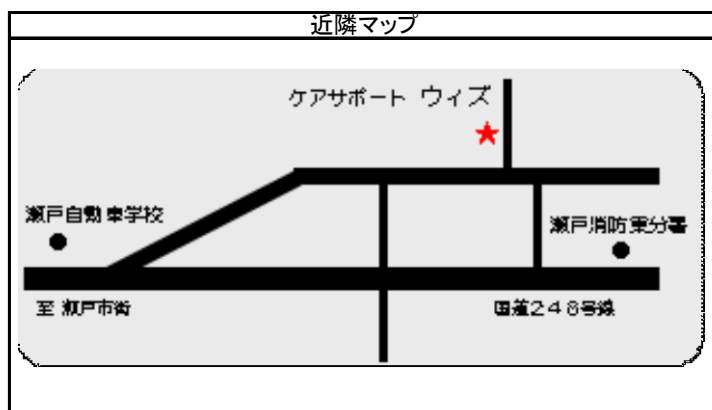 近隣マップ
ケアサポート ウィズ
瀬戸自動車学校
瀬戸消防東分署
至 瀬戸市街
国道248号線